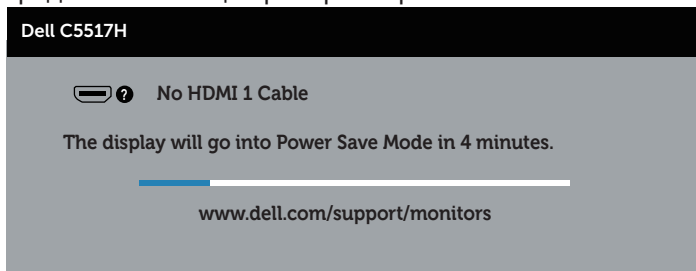 Dell C5517H
? No HDMI 1 Cable
The display will go into Power Save Mode in 4 minutes.
www.dell.com/support/monitors